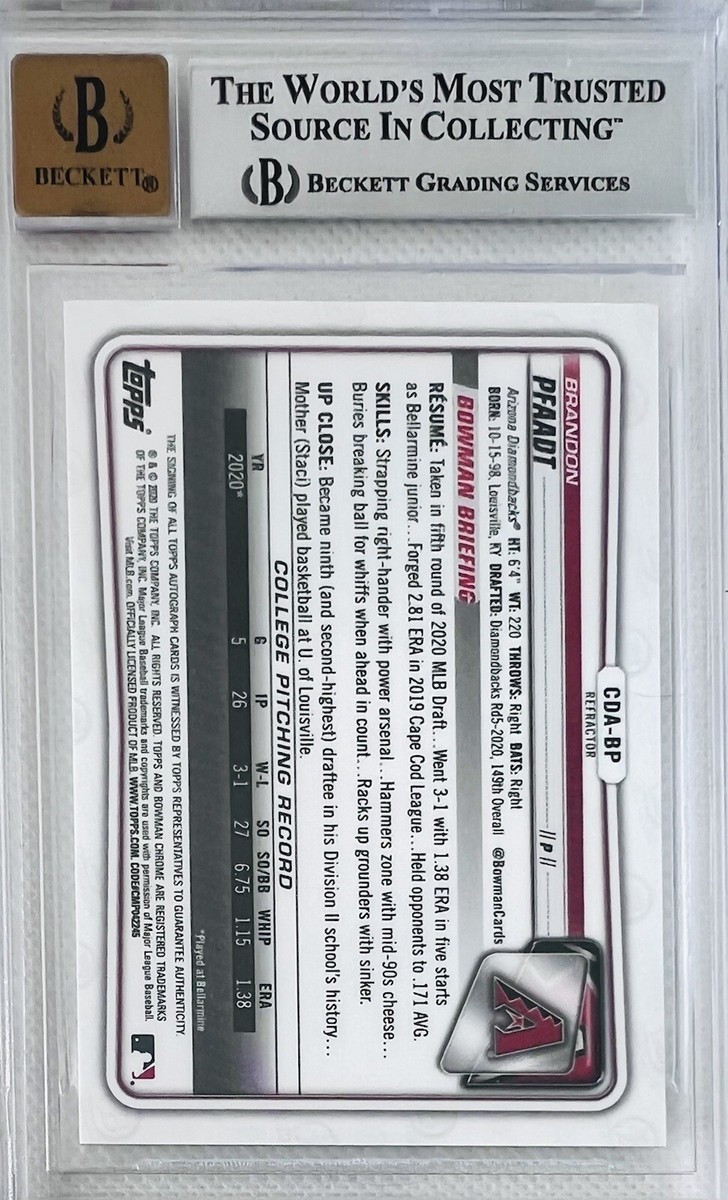 B
BECKETT®
THE WORLD'S MOST TRUSTED
SOURCE IN COLLECTING™
(B) BECKETT GRADING SERVICES
CDA-BP
REFRACTOR
BRANDON
PFAADT
//P//
Arizona Diamondbacks® HT: 6'4" WT: 220 THROWS: Right BATS: Right
BORN: 10-15-98, Louisville, KY DRAFTED: Diamondbacks Rd5-2020, 149th Overall @BowmanCards
BOWMAN BRIEFING
RÉSUMÉ: Taken in fifth round of 2020 MLB Draft...Went 3-1 with 1.38 ERA in five starts
as Bellarmine junior...Forged 2.81 ERA in 2019 Cape Cod League...Held opponents to .171 AVG.
SKILLS: Strapping right-hander with power arsenal...Hammers zone with mid-90s cheese...
Buries breaking ball for whiffs when ahead in count...Racks up grounders with sinker.
UP CLOSE: Became ninth (and second-highest) draftee in his Division II school's history...
Mother (Staci) played basketball at U. of Louisville.
COLLEGE PITCHING RECORD
YR G IP W-L SO SO/BB WHIP ERA
2020* 5 26 3-1 27 6.75 1.15 1.38
*Played at Bellarmine
THE SIGNING OF ALL TOPPS AUTOGRAPH CARDS IS WITNESSED BY TOPPS REPRESENTATIVES TO GUARANTEE AUTHENTICITY.
topps®
® & © 2020 THE TOPPS COMPANY, INC. ALL RIGHTS RESERVED. TOPPS AND BOWMAN CHROME ARE REGISTERED TRADEMARKS
OF THE TOPPS COMPANY, INC. Major League Baseball trademarks and copyrights are used with permission of Major League Baseball.
Visit MLB.com. OFFICIALLY LICENSED PRODUCT OF MLB. WWW.TOPPS.COM. CODE#CMP042245